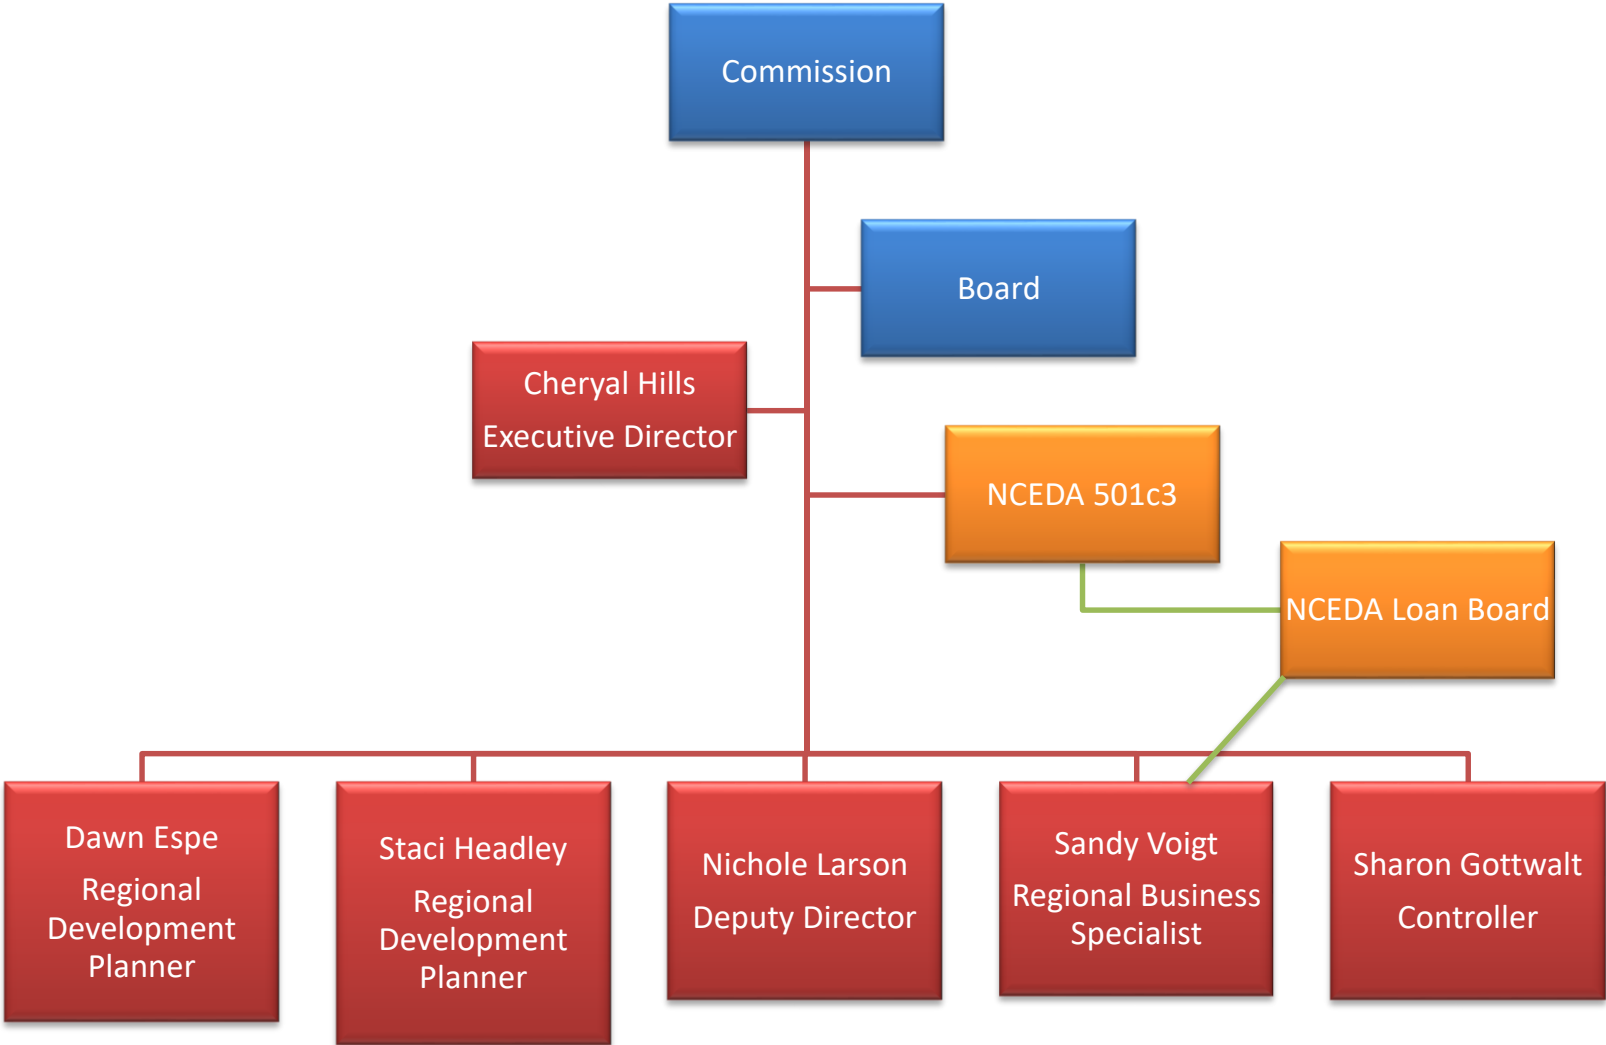 Commission
Board
Cheryal Hills
Executive Director
NCEDA 501c3
NCEDA Loan Board
Dawn Espe
Regional
Development
Planner
Staci Headley
Regional
Development
Planner
Nichole Larson
Deputy Director
Sandy Voigt
Regional Business
Specialist
Sharon Gottwalt
Controller